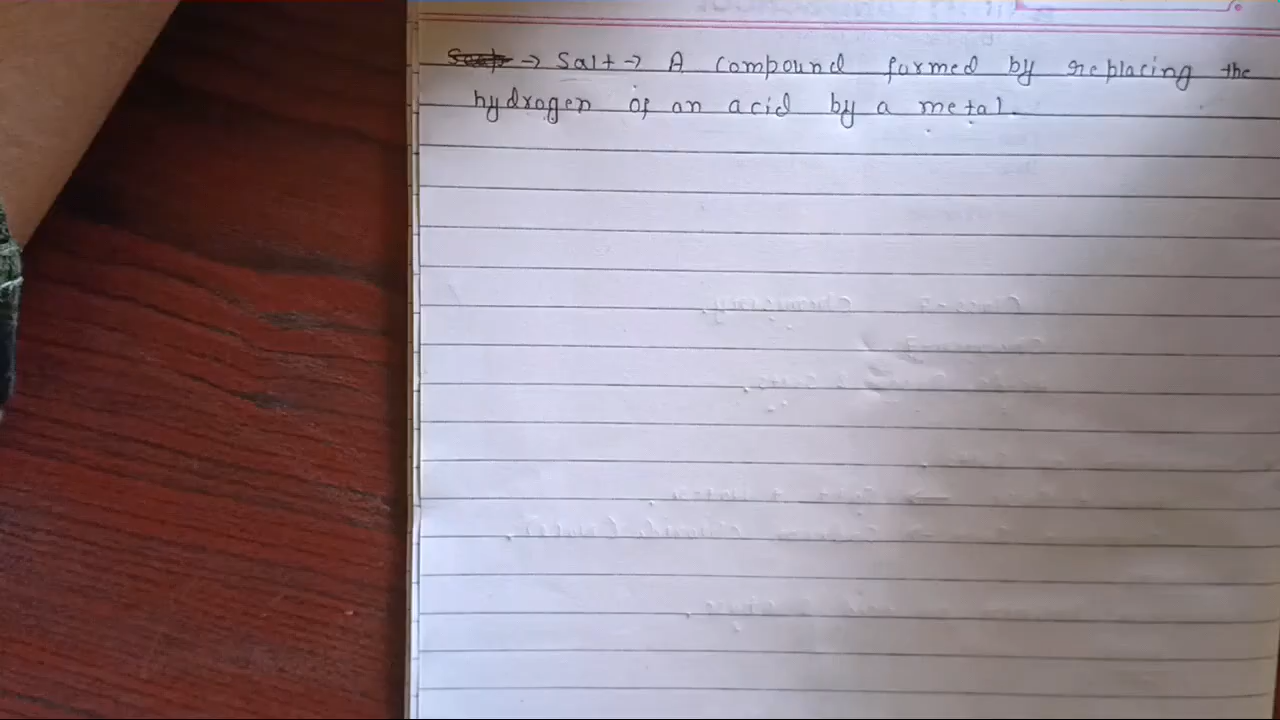 → Salt → A compound formed by replacing the
hydrogen of an acid by a metal.